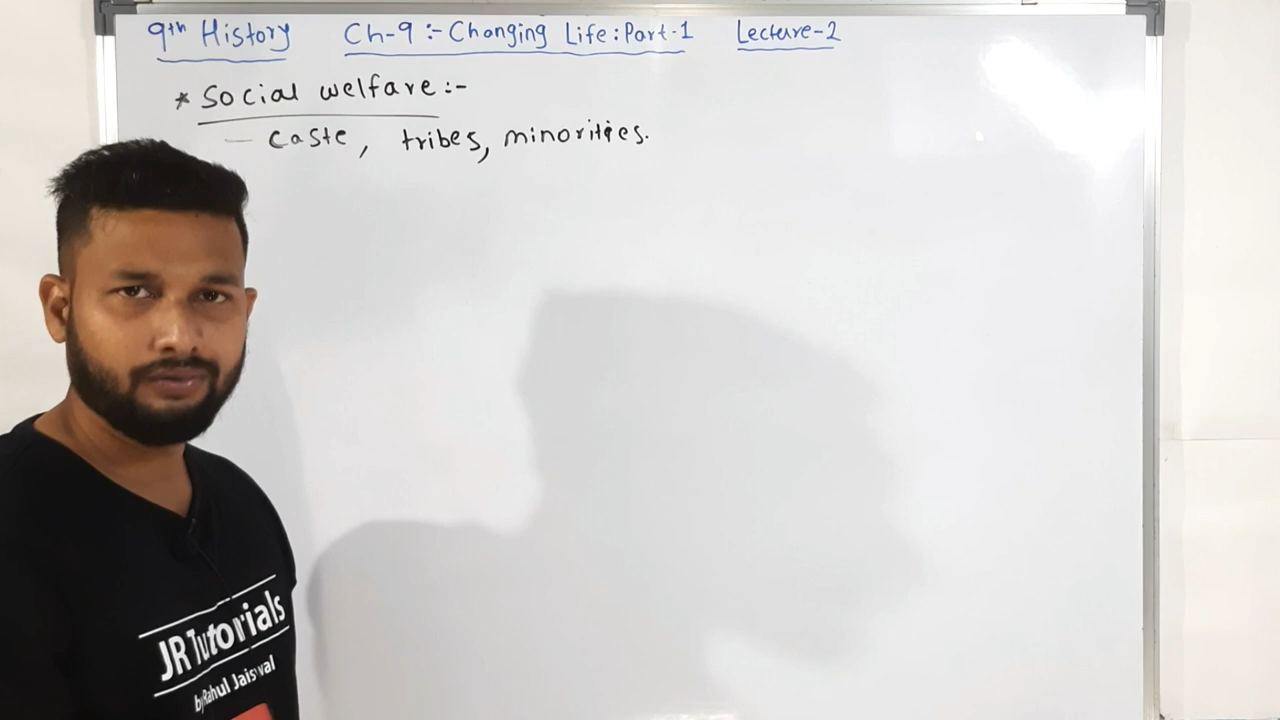 9th History Ch-9:-Changing Life:Part-1 Lecture-2
* Social welfare:-
- caste, tribes, minorities.
JR Tutorials
by Rahul Jaiswal